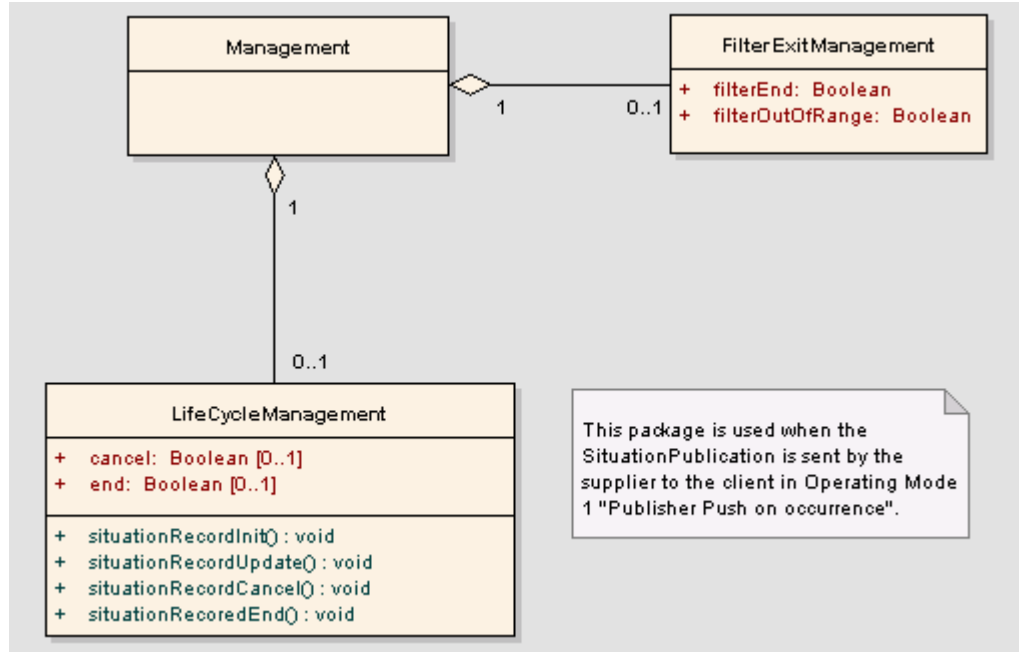 Management
FilterExitManagement
+ filterEnd: Boolean
+ filterOutOfRange: Boolean
1
0..1
1
0..1
LifeCycleManagement
+ cancel: Boolean [0..1]
+ end: Boolean [0..1]
+ situationRecordInit() : void
+ situationRecordUpdate() : void
+ situationRecordCancel() : void
+ situationRecoredEnd() : void
This package is used when the
SituationPublication is sent by the
supplier to the client in Operating Mode
1 "Publisher Push on occurrence".